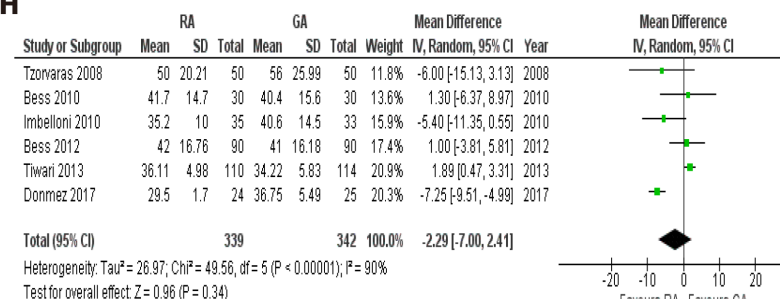 H
RA GA Mean Difference Mean Difference
Study or Subgroup Mean SD Total Mean SD Total Weight IV, Random, 95% CI Year IV, Random, 95% CI
Tzorvaras 2008 50 20.21 50 56 25.99 50 11.8% -6.00 [-15.13, 3.13] 2008
Bess 2010 41.7 14.7 30 40.4 15.6 30 13.6% 1.30 [-6.37, 8.97] 2010
Imbelloni 2010 35.2 10 35 40.6 14.5 33 15.9% -5.40 [-11.35, 0.55] 2010
Bess 2012 42 16.76 90 41 16.18 90 17.4% 1.00 [-3.81, 5.81] 2012
Tiwari 2013 36.11 4.98 110 34.22 5.83 114 20.9% 1.89 [0.47, 3.31] 2013
Donmez 2017 29.5 1.7 24 36.75 5.49 25 20.3% -7.25 [-9.51, -4.99] 2017
Total (95% CI) 339 342 100.0% -2.29 [-7.00, 2.41]
Heterogeneity: Tau² = 26.97; Chi² = 49.56, df = 5 (P < 0.00001); I² = 90%
-20 -10 0 10 20
Test for overall effect: Z = 0.96 (P = 0.34)
Favours RA Favours GA